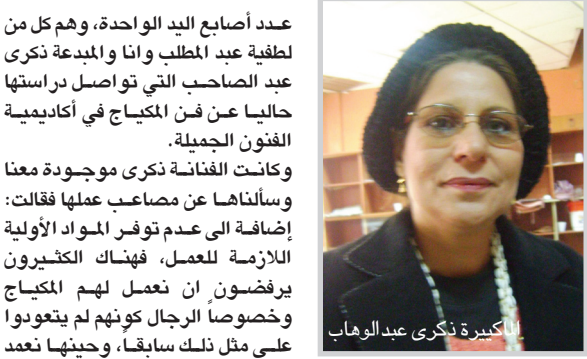 عدد أصابع اليد الواحدة، وهم كل من
لطفية عبد المطلب وانا والمبدعة ذكرى
عبد الصاحب التي تواصل دراستها
حاليا عن فن المكياج في أكاديمية
الفنون الجميلة.
وكانت الفنانة ذكرى موجودة معنا
وسألناها عن مصاعب عملها فقالت:
إضافة الى عدم توفر المواد الأولية
اللازمة للعمل، فهناك الكثيرون
يرفضون ان نعمل لهم المكياج
وخصوصاً الرجال كونهم لم يتعودوا
على مثل ذلك سابقاً، وحينها نعمد
الماكييرة ذكرى عبدالوهاب